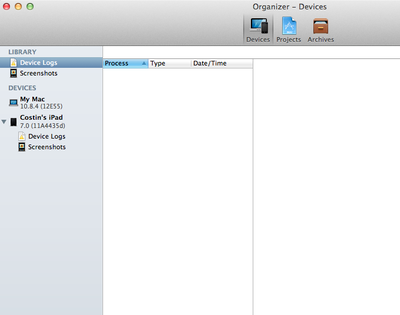 Organizer – Devices
Devices Projects Archives
LIBRARY
Device Logs
Screenshots
DEVICES
My Mac
10.8.4 (12E55)
Costin's iPad
7.0 (11A4435d)
Device Logs
Screenshots
Process Type Date/Time